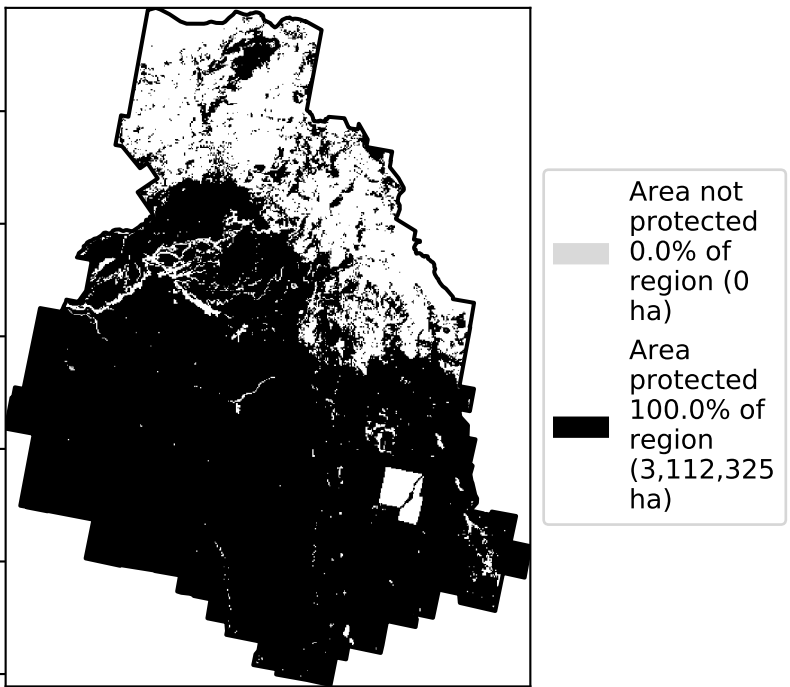 Area not
protected
0.0% of
region (0
ha)
Area
protected
100.0% of
region
(3,112,325
ha)